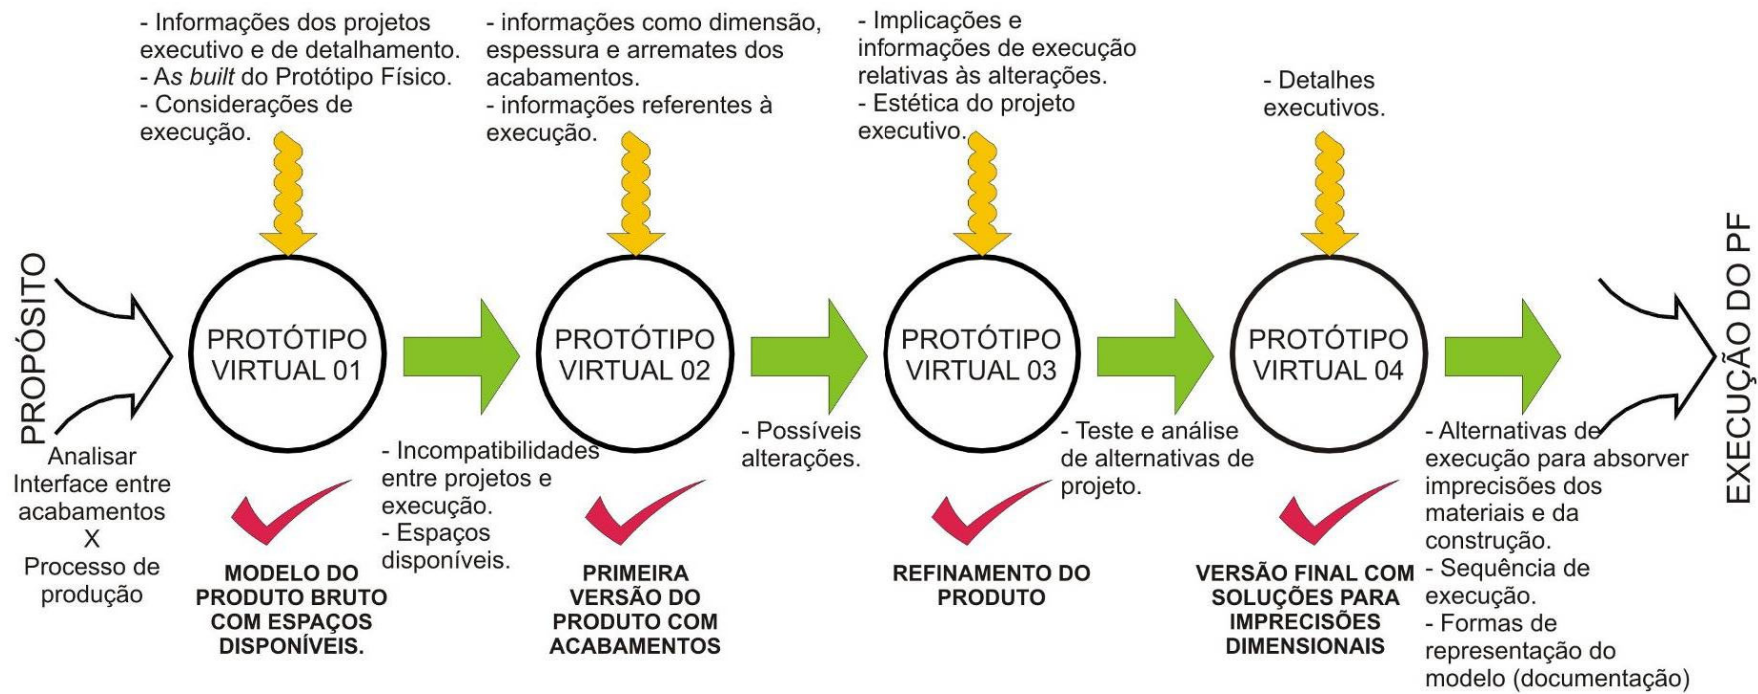 - Informações dos projetos
executivo e de detalhamento.
- As built do Protótipo Físico.
- Considerações de
execução.
- informações como dimensão,
espessura e arremates dos
acabamentos.
- informações referentes à
execução.
- Implicações e
informações de execução
relativas às alterações.
- Estética do projeto
executivo.
- Detalhes
executivos.
PROPÓSITO
Analisar
Interface entre
acabamentos
X
Processo de
produção
PROTÓTIPO
VIRTUAL 01
PROTÓTIPO
VIRTUAL 02
PROTÓTIPO
VIRTUAL 03
PROTÓTIPO
VIRTUAL 04
EXECUÇÃO DO PF
MODELO DO
PRODUTO BRUTO
COM ESPAÇOS
DISPONÍVEIS.
- Incompatibilidades
entre projetos e
execução.
- Espaços
disponíveis.
PRIMEIRA
VERSÃO DO
PRODUTO COM
ACABAMENTOS
- Possíveis
alterações.
REFINAMENTO DO
PRODUTO
- Teste e análise
de alternativas de
projeto.
VERSÃO FINAL COM
SOLUÇÕES PARA
IMPRECISÕES
DIMENSIONAIS
- Alternativas de
execução para absorver
imprecisões dos
materiais e da
construção.
- Sequência de
execução.
- Formas de
representação do
modelo (documentação)